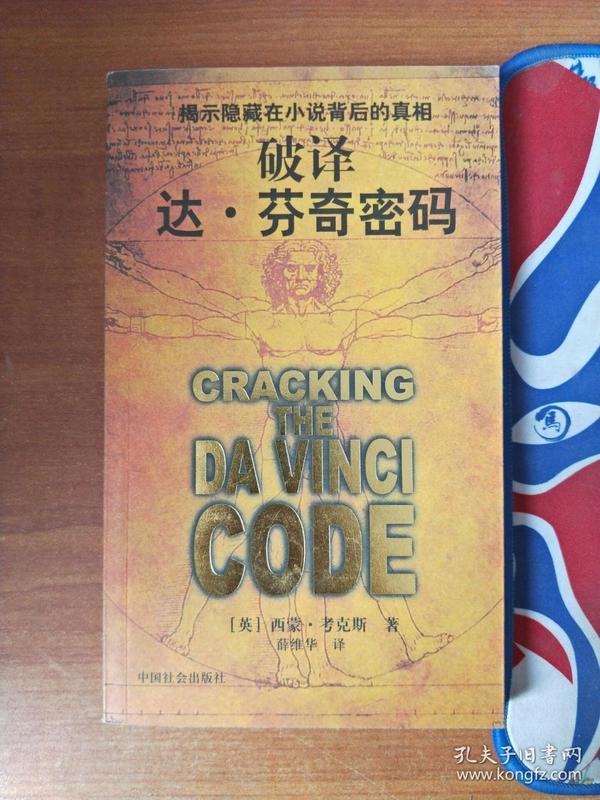 揭示隐藏在小说背后的真相
破译
达·芬奇密码
CRACKING
THE
DA VINCI
CODE
[英] 西蒙·考克斯 著
薛维华 译
中国社会出版社
馬
孔夫子旧书网
www.kongfz.com